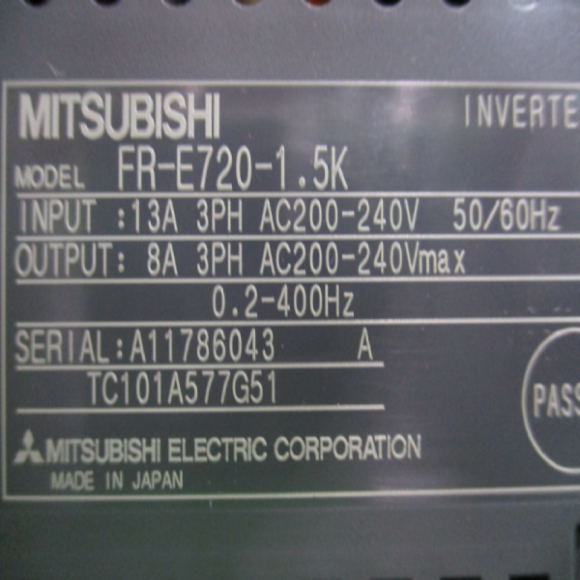 MITSUBISHI INVERTE
MODEL FR-E720-1.5K
INPUT :13A 3PH AC200-240V 50/60Hz
OUTPUT: 8A 3PH AC200-240Vmax
0.2-400Hz
SERIAL:A11786043 A
TC101A577G51
PASS
MITSUBISHI ELECTRIC CORPORATION
MADE IN JAPAN